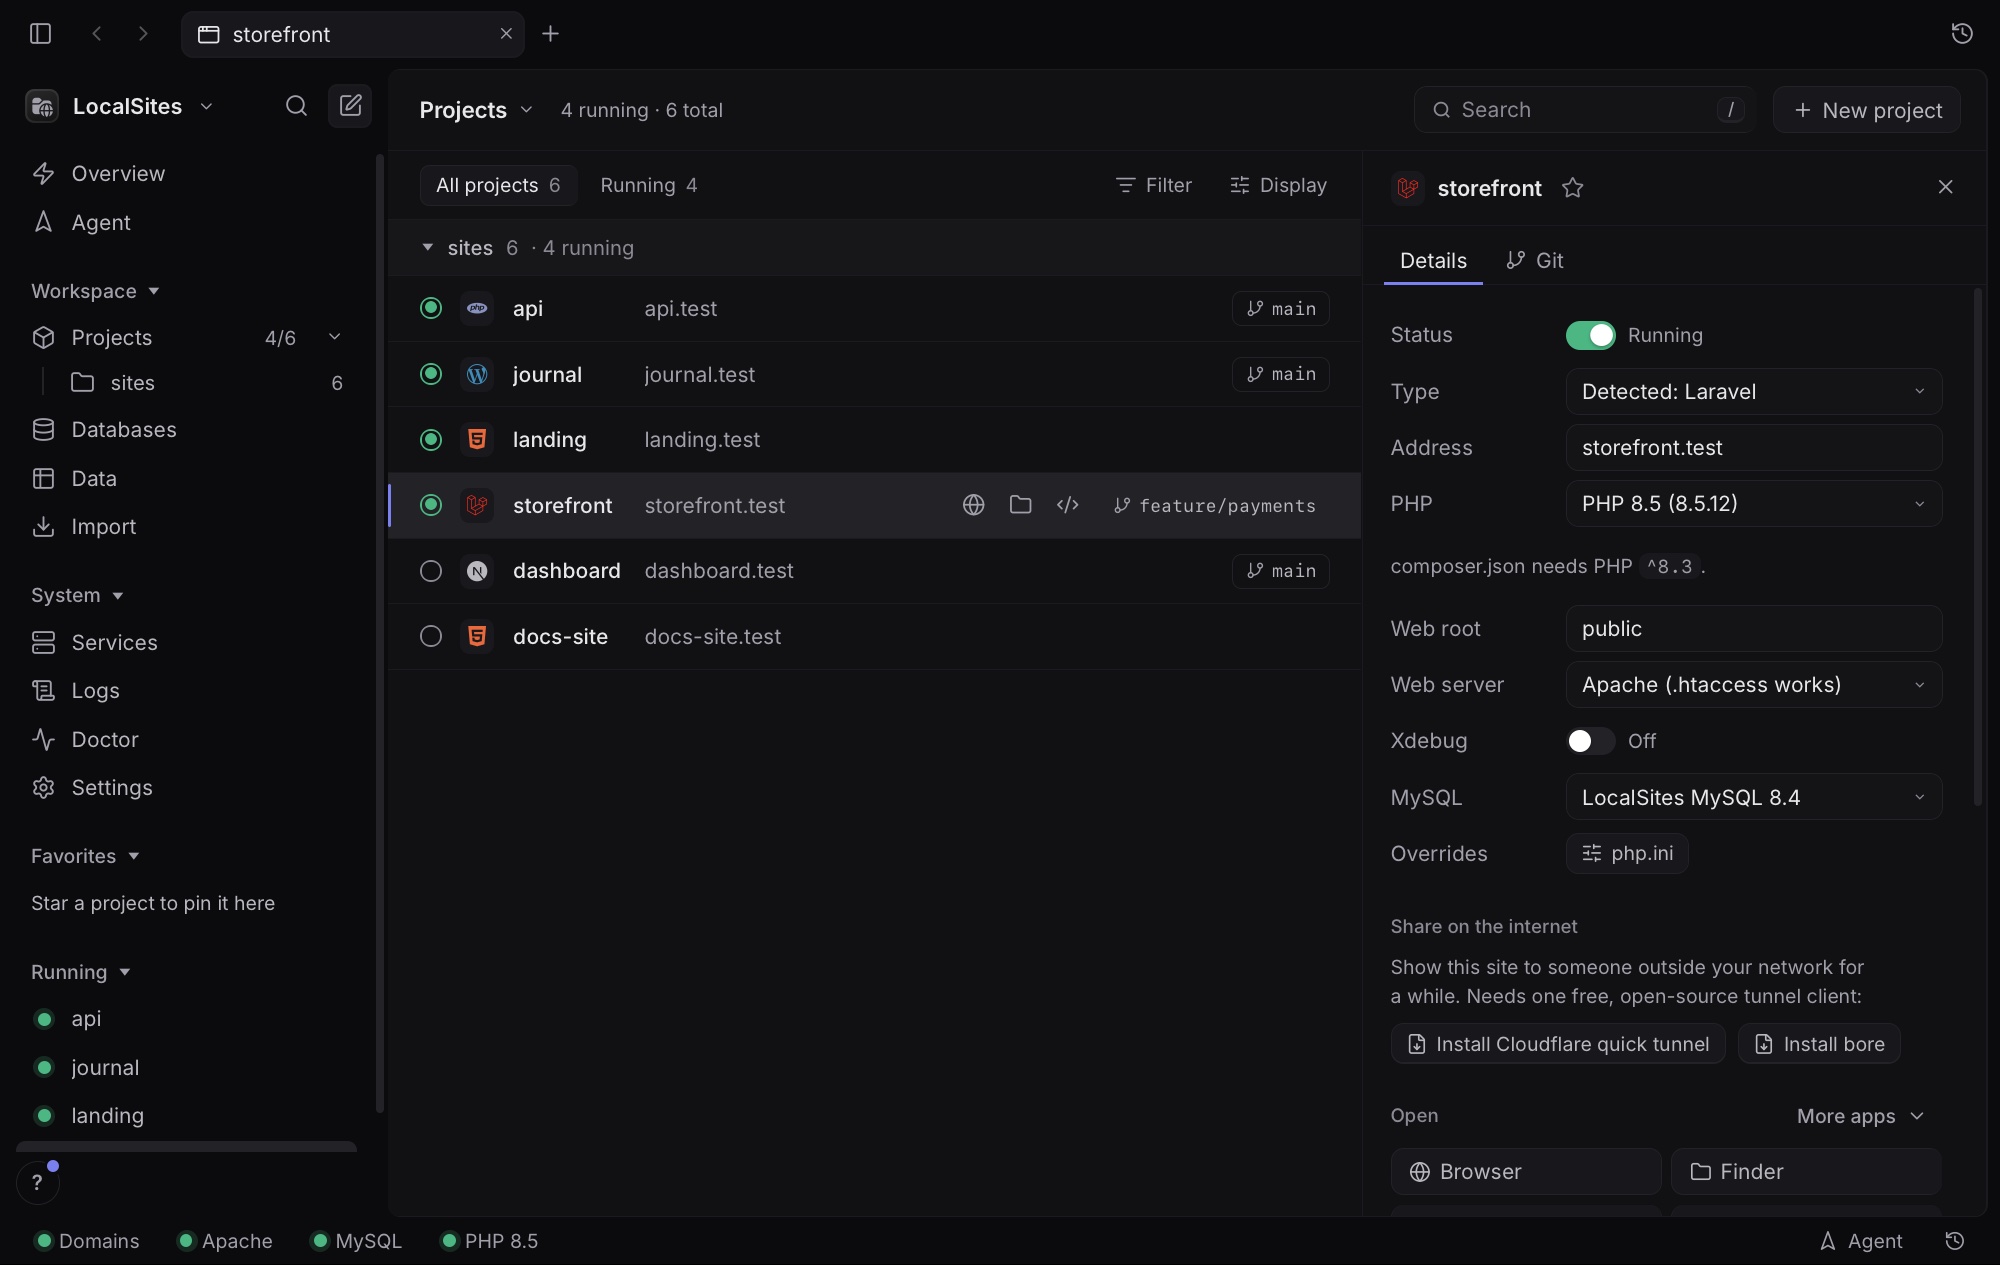 storefront
LocalSites
Overview
Agent
Workspace
Projects 4/6
sites 6
Databases
Data
Import
System
Services
Logs
Doctor
Settings
Favorites
Star a project to pin it here
Running
api
journal
landing
?
Projects 4 running · 6 total
Search /
New project
All projects 6 Running 4
Filter Display
sites 6 · 4 running
php api api.test main
journal journal.test main
landing landing.test
storefront storefront.test feature/payments
N dashboard dashboard.test main
docs-site docs-site.test
storefront
Details Git
Status Running
Type Detected: Laravel
Address storefront.test
PHP PHP 8.5 (8.5.12)
composer.json needs PHP ^8.3 .
Web root public
Web server Apache (.htaccess works)
Xdebug Off
MySQL LocalSites MySQL 8.4
Overrides php.ini
Share on the internet
Show this site to someone outside your network for
a while. Needs one free, open-source tunnel client:
Install Cloudflare quick tunnel Install bore
Open More apps
Browser Finder
Domains Apache MySQL PHP 8.5
Agent